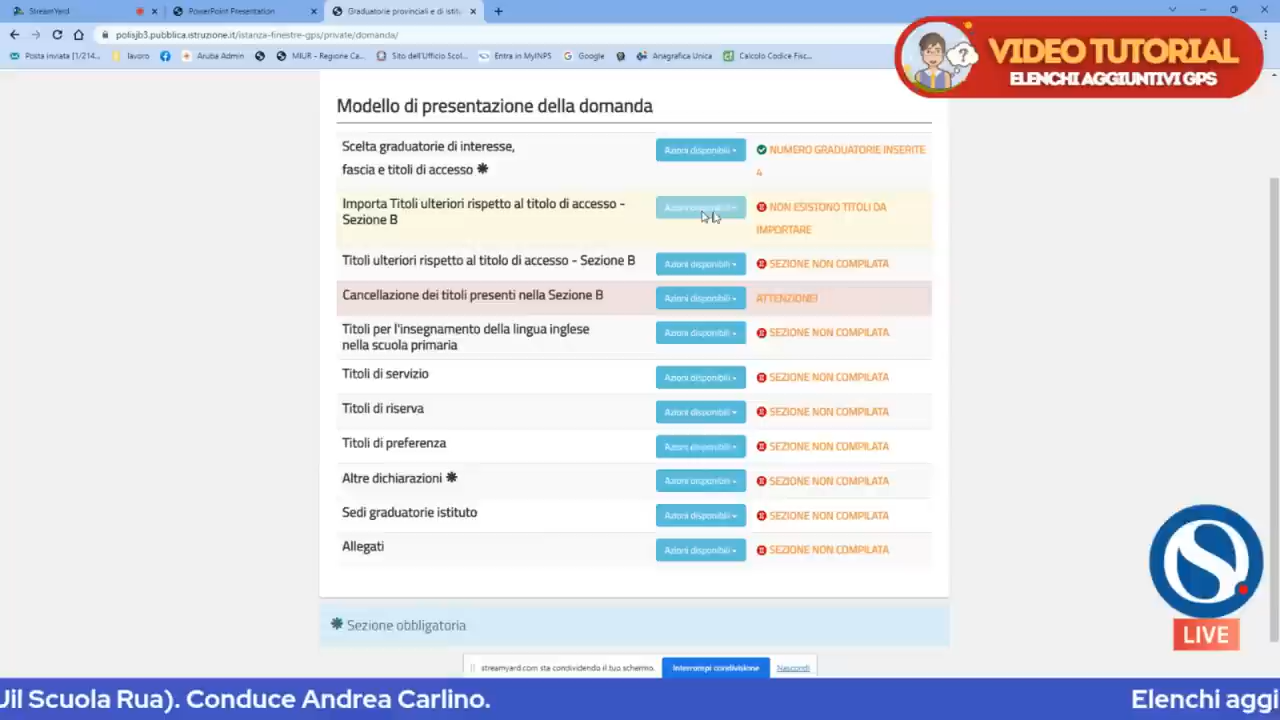 StreamYard
PowerPoint Presentation
Graduatorie provinciali e di istitu
polisjb3.pubblica.istruzione.it/istanza-finestre-gps/private/domanda/
Posta inviata [1/214...
lavoro
Aruba Admin
MIUR - Regione Ca...
Sito dell'Ufficio Scol...
Entra in MyINPS
Google
Anagrafica Unica
Calcolo Codice Fisc...
VIDEO TUTORIAL
ELENCHI AGGIUNTIVI GPS
Modello di presentazione della domanda
Scelta graduatorie di interesse,
fascia e titoli di accesso
Azioni disponibili
NUMERO GRADUATORIE INSERITE
4
Importa Titoli ulteriori rispetto al titolo di accesso -
Sezione B
Azioni disponibili
NON ESISTONO TITOLI DA
IMPORTARE
Titoli ulteriori rispetto al titolo di accesso - Sezione B
Azioni disponibili
SEZIONE NON COMPILATA
Cancellazione dei titoli presenti nella Sezione B
Azioni disponibili
ATTENZIONE!
Titoli per l'insegnamento della lingua inglese
nella scuola primaria
Azioni disponibili
SEZIONE NON COMPILATA
Titoli di servizio
Azioni disponibili
SEZIONE NON COMPILATA
Titoli di riserva
Azioni disponibili
SEZIONE NON COMPILATA
Titoli di preferenza
Azioni disponibili
SEZIONE NON COMPILATA
Altre dichiarazioni
Azioni disponibili
SEZIONE NON COMPILATA
Sedi graduatorie istituto
Azioni disponibili
SEZIONE NON COMPILATA
Allegati
Azioni disponibili
SEZIONE NON COMPILATA
Sezione obbligatoria
LIVE
streamyard.com sta condividendo il tuo schermo.
Interrompi condivisione
Nascondi
Uil Scuola Rua). Conduce Andrea Carlino.
Elenchi aggi